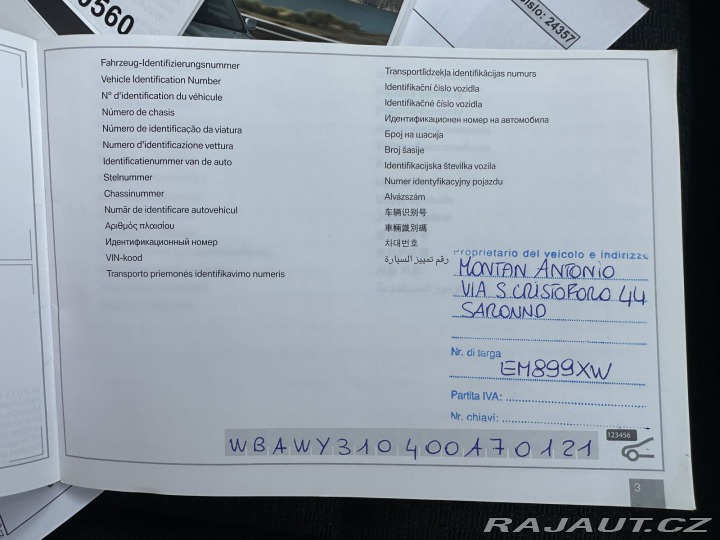 0560
číslo: 24357
Fahrzeug-Identifizierungsnummer
Vehicle Identification Number
N° d'identification du véhicule
Número de chasis
Número de identificação da viatura
Numero d'identificazione vettura
Identificatienummer van de auto
Stelnummer
Chassinummer
Număr de identificare autovehicul
Αριθμός πλαισίου
Идентификационный номер
VIN-kood
Transporto priemonės identifikavimo numeris
Transportlīdzekļa identifikācijas numurs
Identifikační číslo vozidla
Identifikačné číslo vozidla
Идентификационен номер на автомобила
Број на шасија
Broj šasije
Identifikacijska številka vozila
Numer identyfikacyjny pojazdu
Alvázszám
车辆识别号
車輛識別碼
차대번호
رقم تمييز السيارة
Proprietario del veicolo e indirizzo
MONTAN ANTONIO
VIA S. CRISTOFORO 44
SARONNO
Nr. di targa
EM899XW
Partita IVA:
Nr. chiavi:
123456
WBAWY310400A70121
3
RAJAUT.CZ